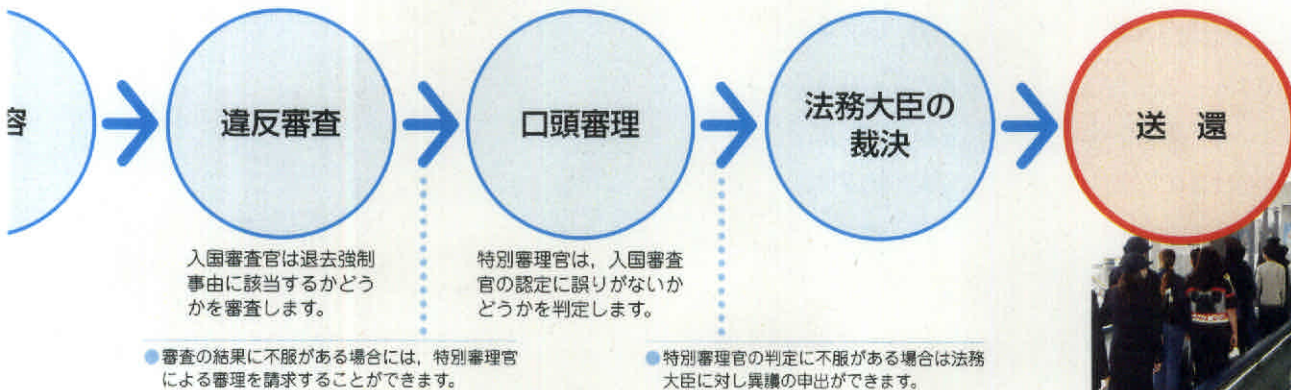 容
違反審査
口頭審理
法務大臣の
裁決
送 還
入国審査官は退去強制
事由に該当するかどう
かを審査します。
特別審理官は，入国審査
官の認定に誤りがないか
どうかを判定します。
●審査の結果に不服がある場合には，特別審理官
による審理を請求することができます。
●特別審理官の判定に不服がある場合は法務
大臣に対し異議の申出ができます。